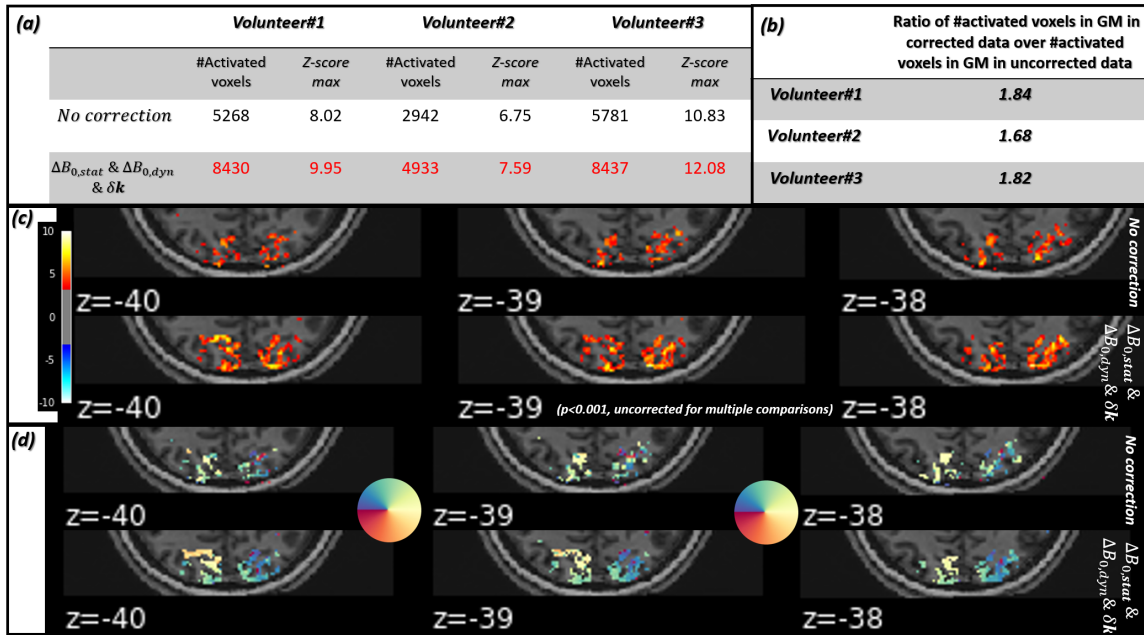 (a)
Volunteer#1 Volunteer#2 Volunteer#3
#Activated voxels Z-score max #Activated voxels Z-score max #Activated voxels Z-score max
No correction 5268 8.02 2942 6.75 5781 10.83
ΔB₀,stat & ΔB₀,dyn & δk 8430 9.95 4933 7.59 8437 12.08
(b)
Ratio of #activated voxels in GM in
corrected data over #activated
voxels in GM in uncorrected data
Volunteer#1 1.84
Volunteer#2 1.68
Volunteer#3 1.82
(c)
10
5
0
-5
-10
z=-40 z=-39 z=-38
No correction
z=-40 z=-39 z=-38
(p<0.001, uncorrected for multiple comparisons)
ΔB₀,stat &
ΔB₀,dyn & δk
(d)
z=-40 z=-39 z=-38
No correction
z=-40 z=-39 z=-38
ΔB₀,stat &
ΔB₀,dyn & δk